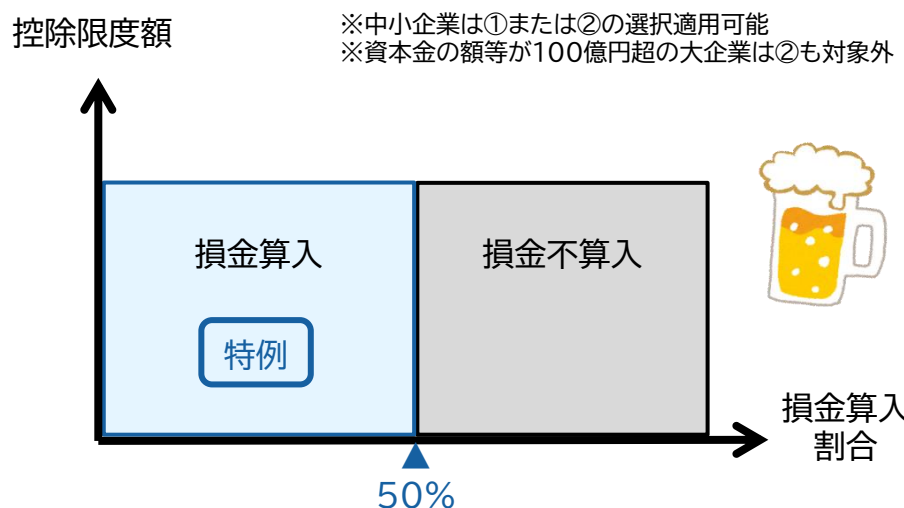 控除限度額
※中小企業は①または②の選択適用可能
※資本金の額等が100億円超の大企業は②も対象外
損金算入
損金不算入
特例
損金算入
割合
50%